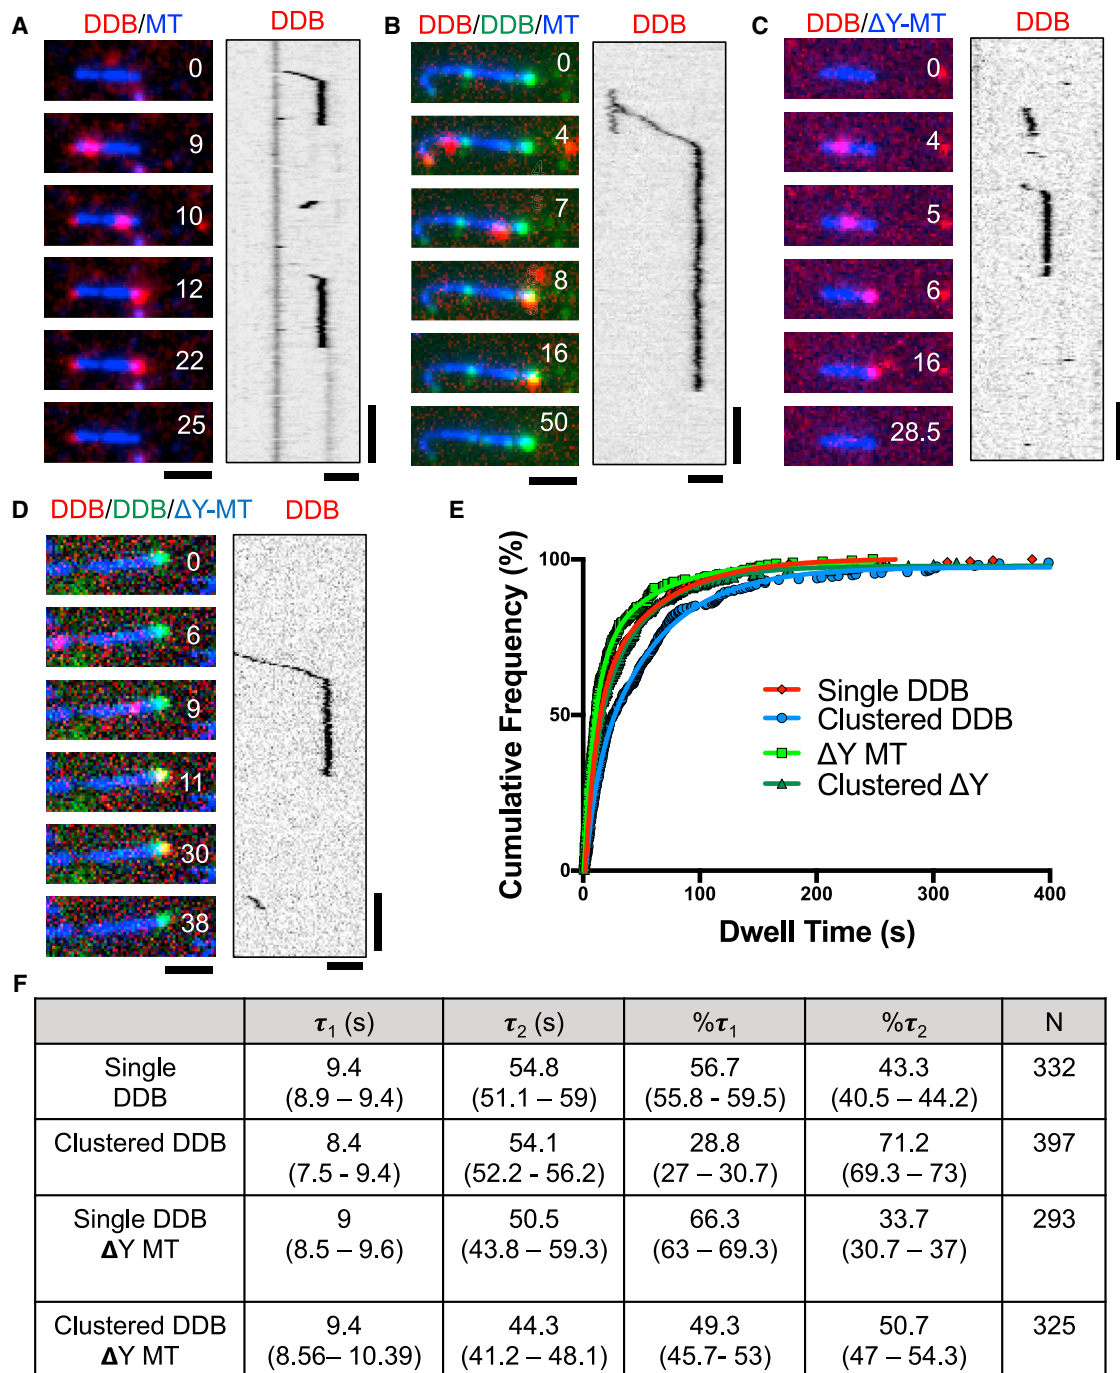 A
DDB/MT
DDB
0
9
10
12
22
25
B
DDB/DDB/MT
DDB
0
4
7
8
16
50
C
DDB/ΔY-MT
DDB
0
4
5
6
16
28.5
D
DDB/DDB/ΔY-MT
DDB
0
6
9
11
30
38
E
Cumulative Frequency (%)
100
50
0
0 100 200 300 400
Dwell Time (s)
Single DDB
Clustered DDB
ΔY MT
Clustered ΔY
F
τ1 (s) τ2 (s) %τ1 %τ2 N
Single DDB 9.4 (8.9 – 9.4) 54.8 (51.1 – 59) 56.7 (55.8 - 59.5) 43.3 (40.5 – 44.2) 332
Clustered DDB 8.4 (7.5 - 9.4) 54.1 (52.2 - 56.2) 28.8 (27 – 30.7) 71.2 (69.3 – 73) 397
Single DDB ΔY MT 9 (8.5 – 9.6) 50.5 (43.8 – 59.3) 66.3 (63 – 69.3) 33.7 (30.7 – 37) 293
Clustered DDB ΔY MT 9.4 (8.56– 10.39) 44.3 (41.2 – 48.1) 49.3 (45.7- 53) 50.7 (47 – 54.3) 325